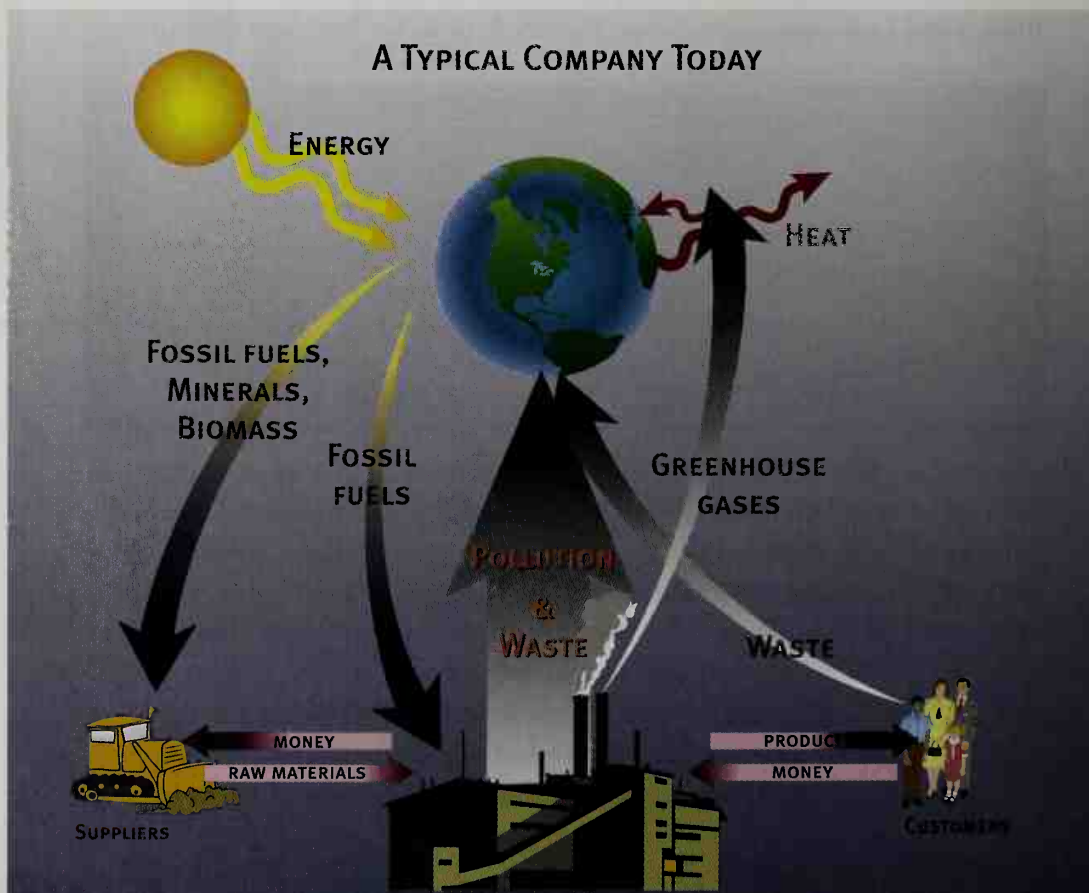 A TYPICAL COMPANY TODAY
ENERGY
HEAT
FOSSIL FUELS,
MINERALS,
BIOMASS
FOSSIL
FUELS
GREENHOUSE
GASES
POLLUTION
&
WASTE
WASTE
MONEY
RAW MATERIALS
PRODUCT
MONEY
SUPPLIERS
CUSTOMERS